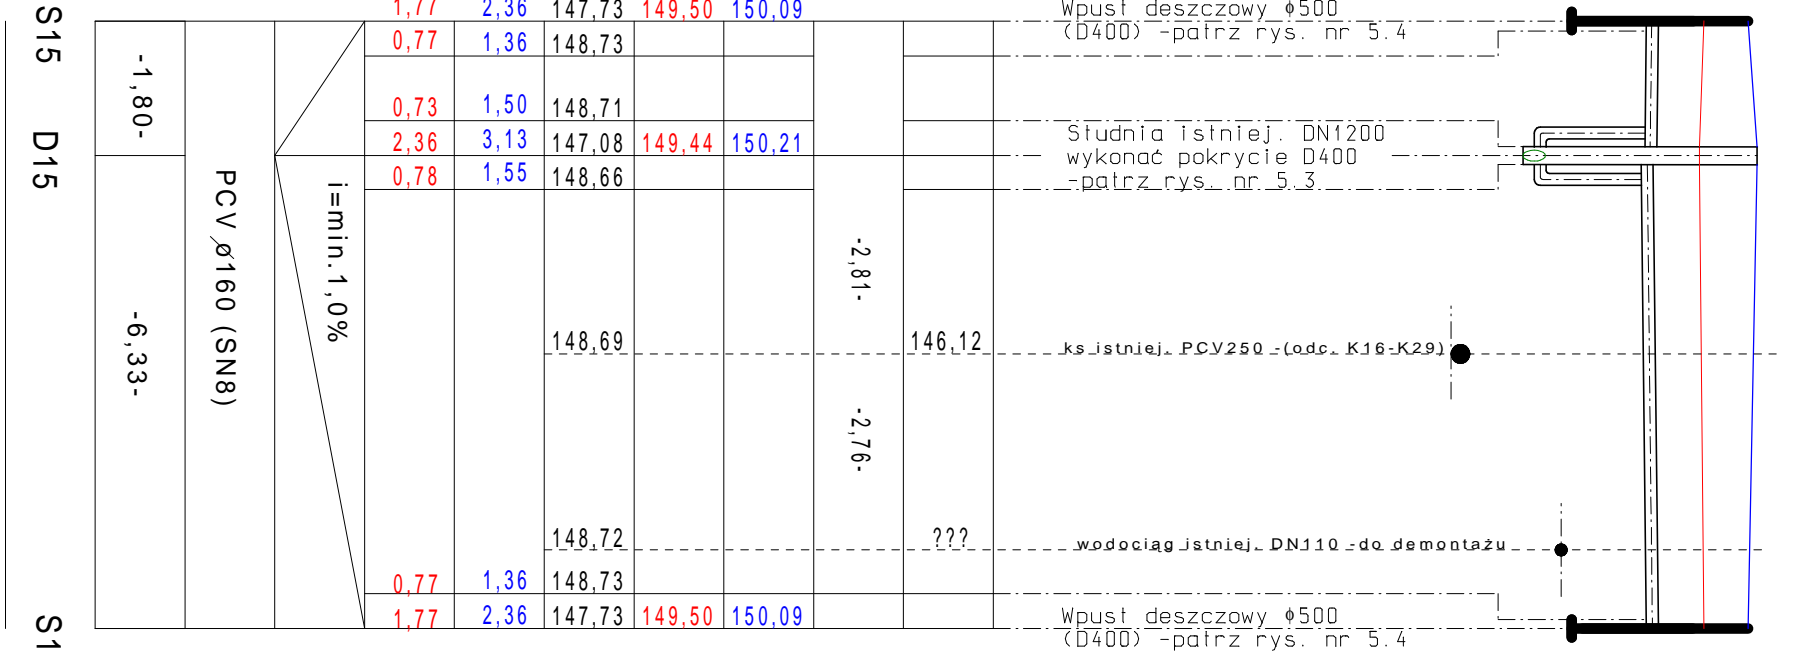 S15
D15
S1
-1,80-
-6,33-
PCV ø160 (SN8)
i=min.1,0%
1,77 2,36 147,73 149,50 150,09
0,77 1,36 148,73
0,73 1,50 148,71
2,36 3,13 147,08 149,44 150,21
0,78 1,55 148,66
-2,81-
148,69 146,12
-2,76-
148,72 ???
0,77 1,36 148,73
1,77 2,36 147,73 149,50 150,09
Wpust deszczowy ϕ500
(D400) -patrz rys. nr 5.4
Studnia istniej. DN1200
wykonać pokrycie D400
-patrz rys. nr 5.3
ks istniej. PCV250 -(odc. K16-K29)
wodociąg istniej. DN110 -do demontażu
Wpust deszczowy ϕ500
(D400) -patrz rys. nr 5.4